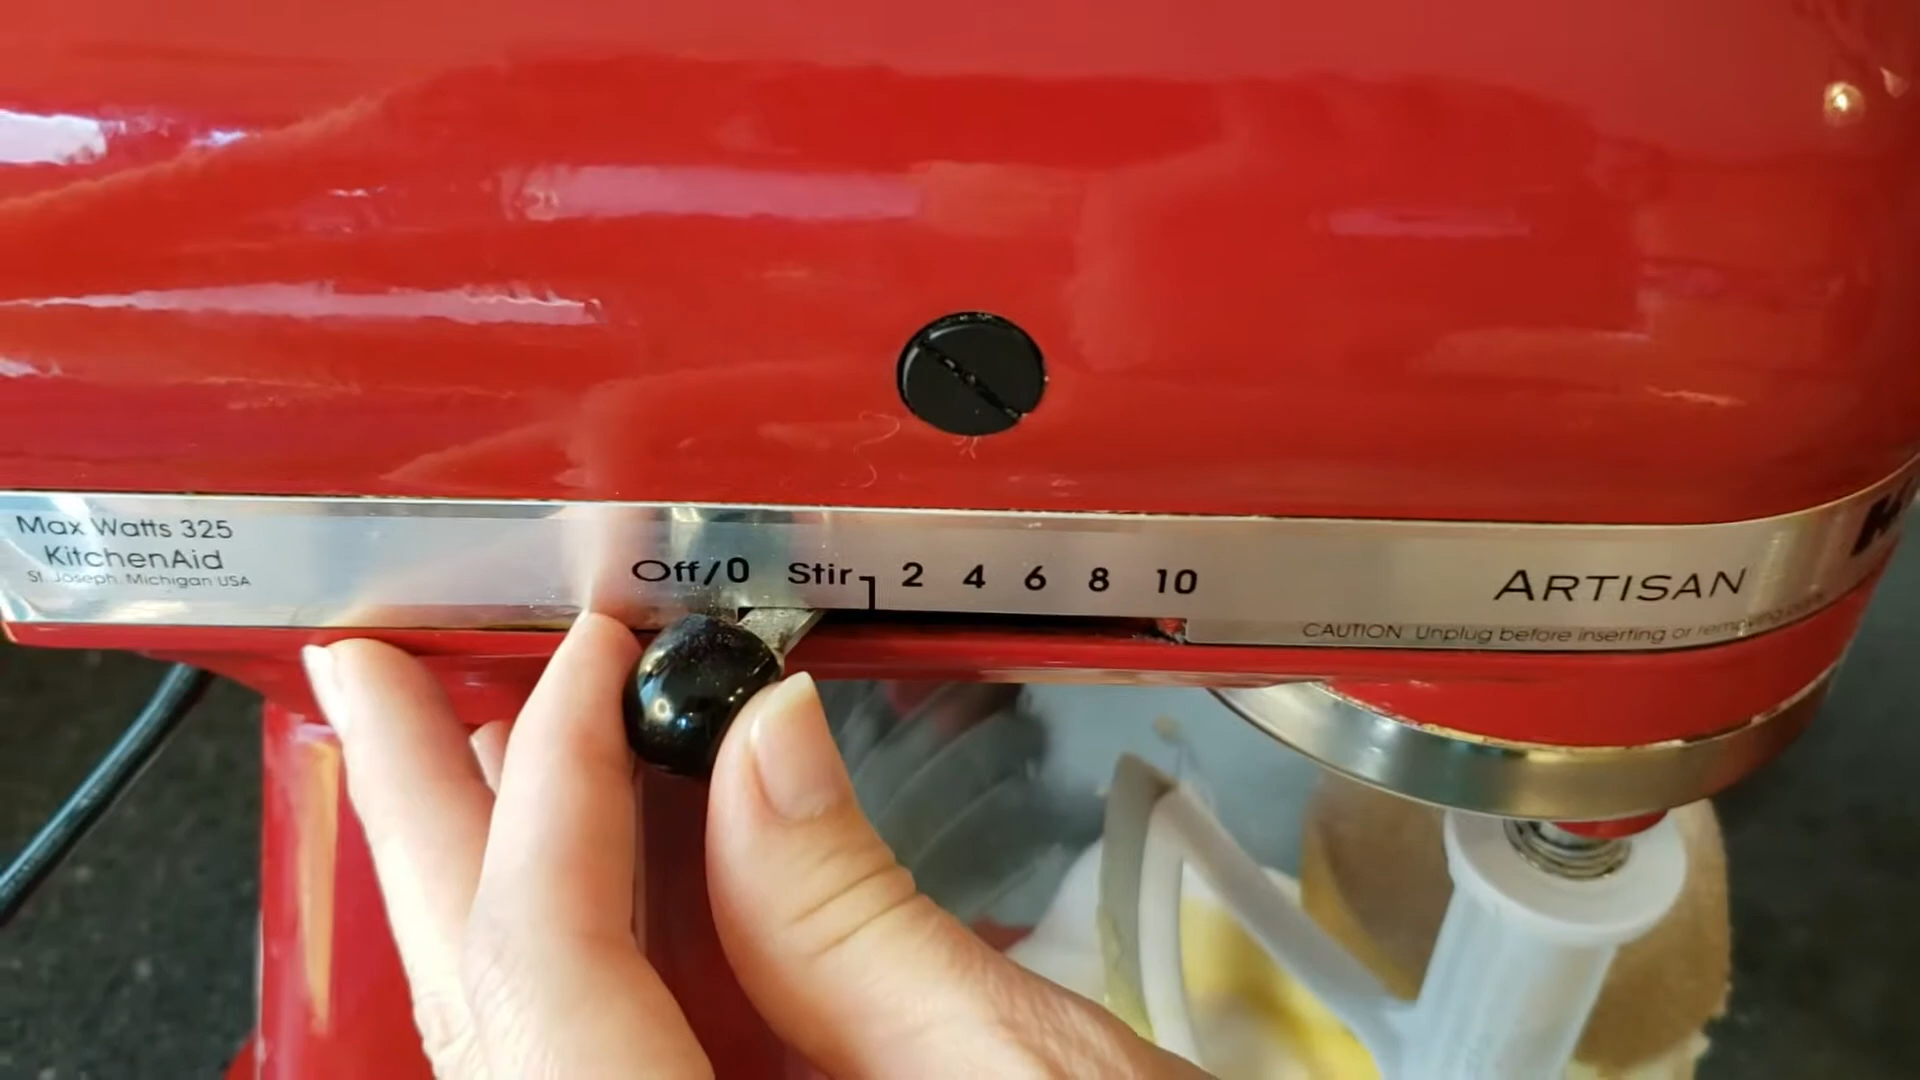 Max Watts 325
KitchenAid
St. Joseph, Michigan USA
Off/0 Stir 2 4 6 8 10
ARTISAN
CAUTION Unplug before inserting or removing